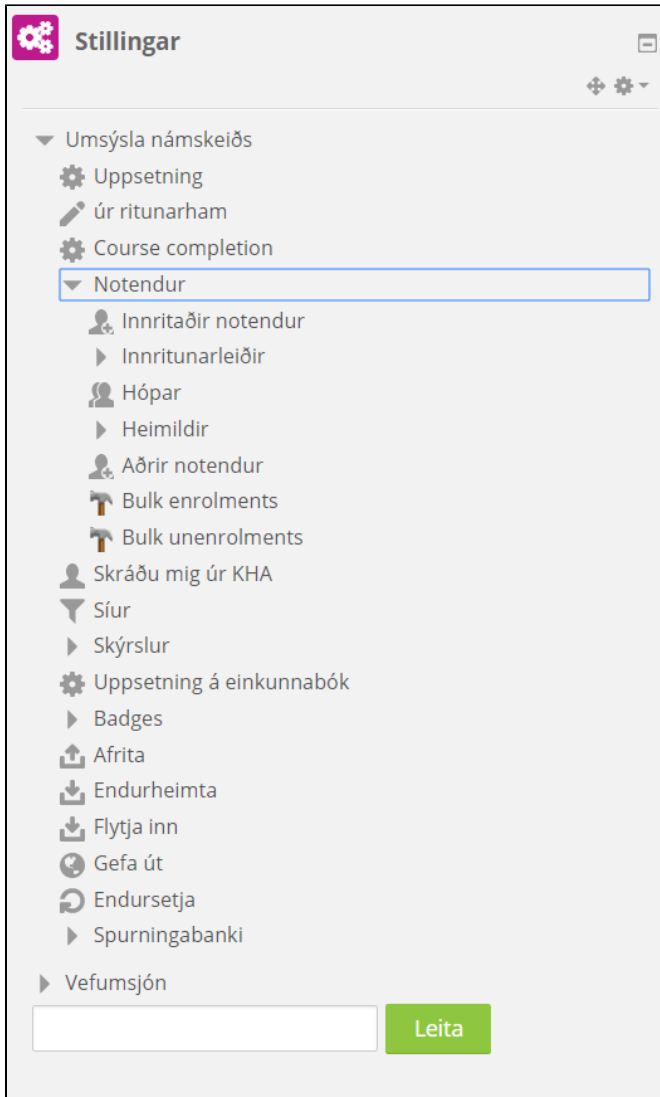 Stillingar
Umsýsla námskeiðs
Uppsetning
úr ritunarham
Course completion
Notendur
Innritaðir notendur
Innritunarleiðir
Hópar
Heimildir
Aðrir notendur
Bulk enrolments
Bulk unenrolments
Skráðu mig úr KHA
Síur
Skýrslur
Uppsetning á einkunnabók
Badges
Afrita
Endurheimta
Flytja inn
Gefa út
Endursetja
Spurningabanki
Vefumsjón
Leita